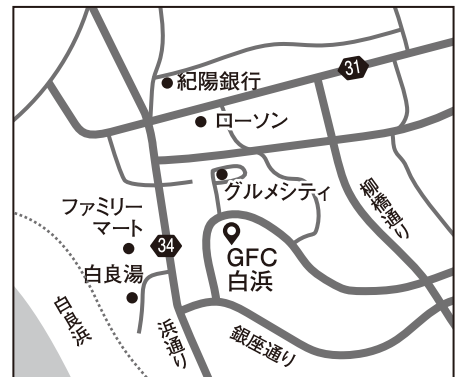 31
紀陽銀行
ローソン
グルメシティ
柳橋通り
ファミリー
マート
34
GFC
白浜
白良湯
白良浜
浜通り
銀座通り